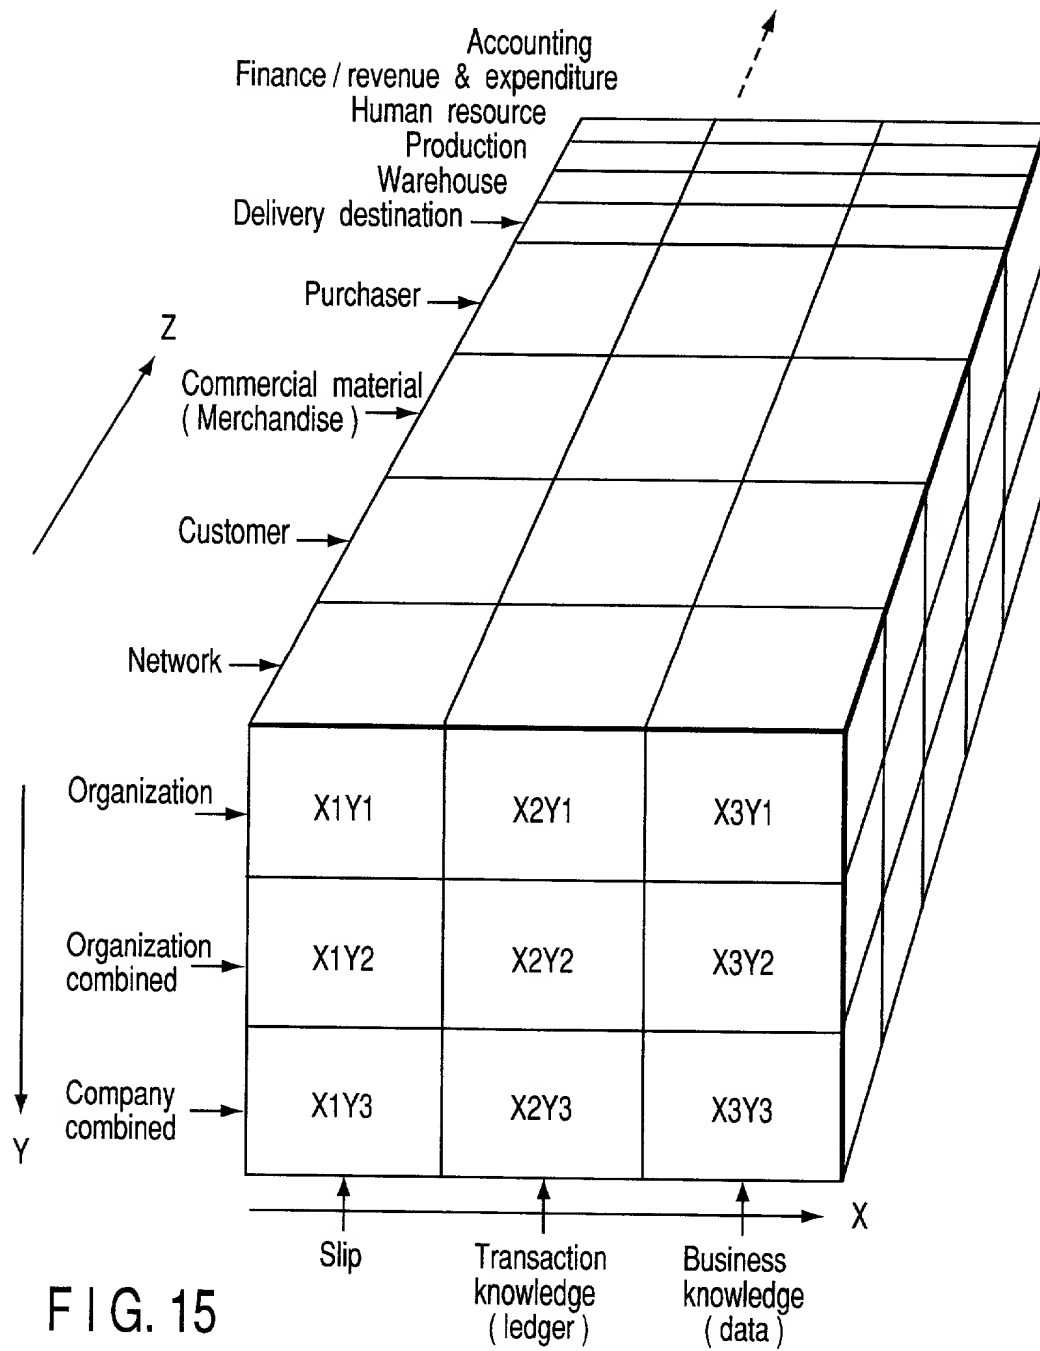 Accounting
Finance / revenue & expenditure
Human resource
Production
Warehouse
Delivery destination
Purchaser
Z
Commercial material
( Merchandise )
Customer
Network
Organization
X1Y1 X2Y1 X3Y1
Organization
combined
X1Y2 X2Y2 X3Y2
Company
combined
X1Y3 X2Y3 X3Y3
Y
X
Slip
Transaction
knowledge
( ledger )
Business
knowledge
( data )
FIG. 15